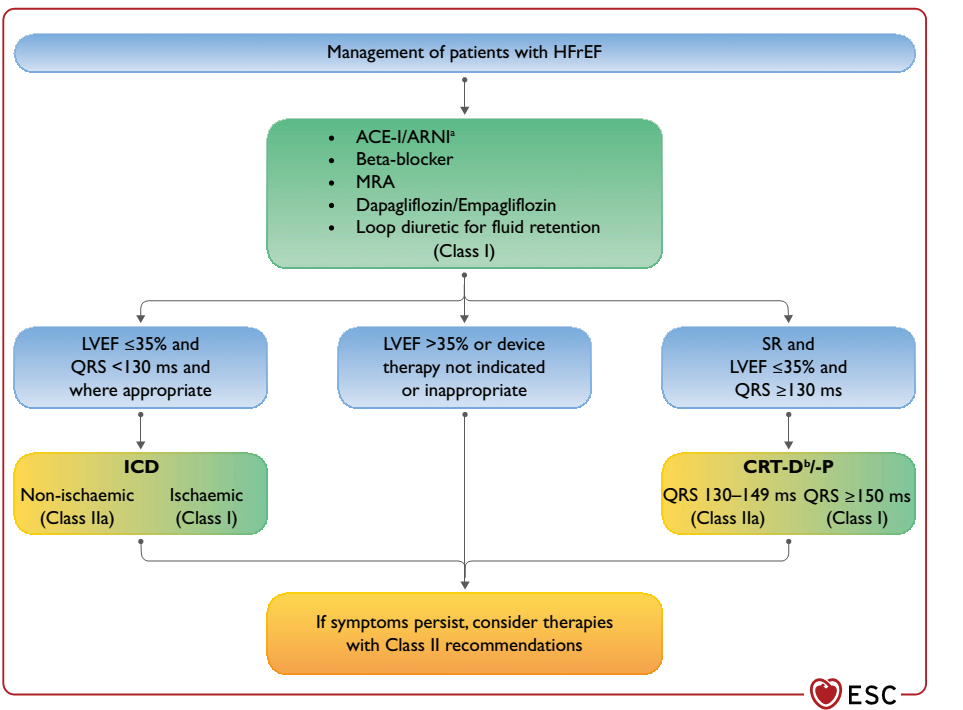 Management of patients with HFrEF
• ACE-I/ARNIᵃ
• Beta-blocker
• MRA
• Dapagliflozin/Empagliflozin
• Loop diuretic for fluid retention
(Class I)
LVEF ≤35% and
QRS <130 ms and
where appropriate
LVEF >35% or device
therapy not indicated
or inappropriate
SR and
LVEF ≤35% and
QRS ≥130 ms
ICD
Non-ischaemic
(Class IIa)
Ischaemic
(Class I)
CRT-Dᵇ/-P
QRS 130–149 ms
(Class IIa)
QRS ≥150 ms
(Class I)
If symptoms persist, consider therapies
with Class II recommendations
ESC